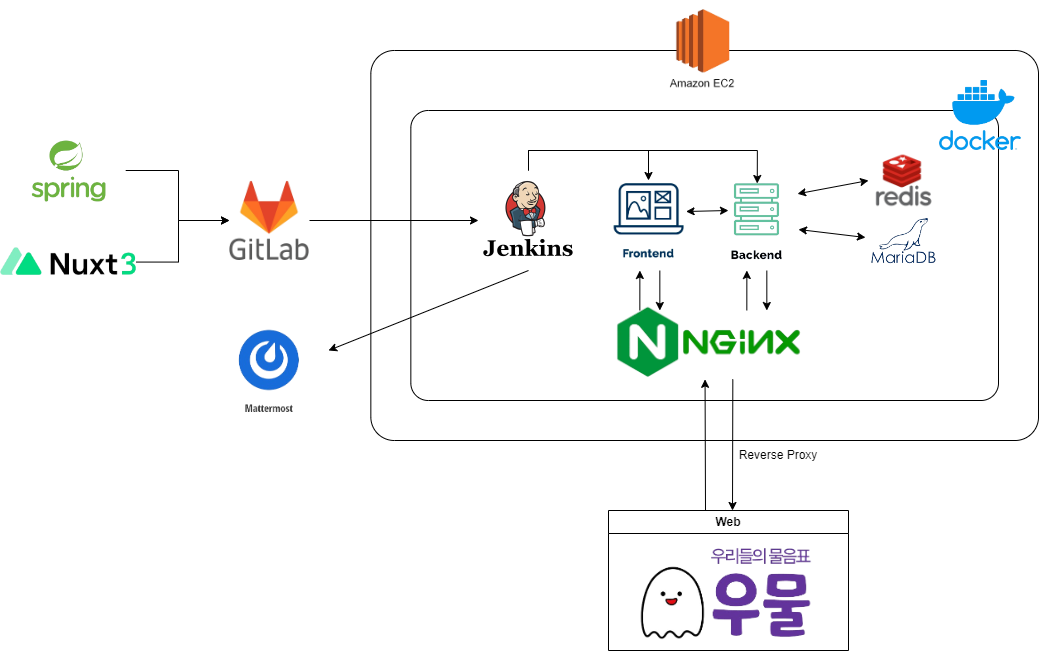 Amazon EC2
docker
spring
Nuxt3
GitLab
Jenkins
Frontend
Backend
redis
MariaDB
NGiNX
Mattermost
Reverse Proxy
Web
우리들의 물음표
우물